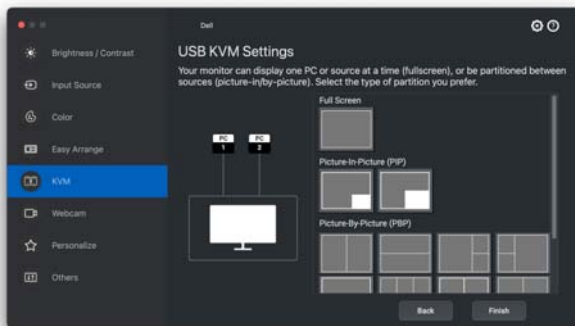 Dell
Brightness / Contrast
Input Source
Color
Easy Arrange
KVM
Webcam
Personalize
Others
USB KVM Settings
Your monitor can display one PC or source at a time (fullscreen), or be partitioned between
sources (picture-in/by-picture). Select the type of partition you prefer.
PC
1
PC
2
Full Screen
Picture-In-Picture (PIP)
Picture-By-Picture (PBP)
Back
Finish